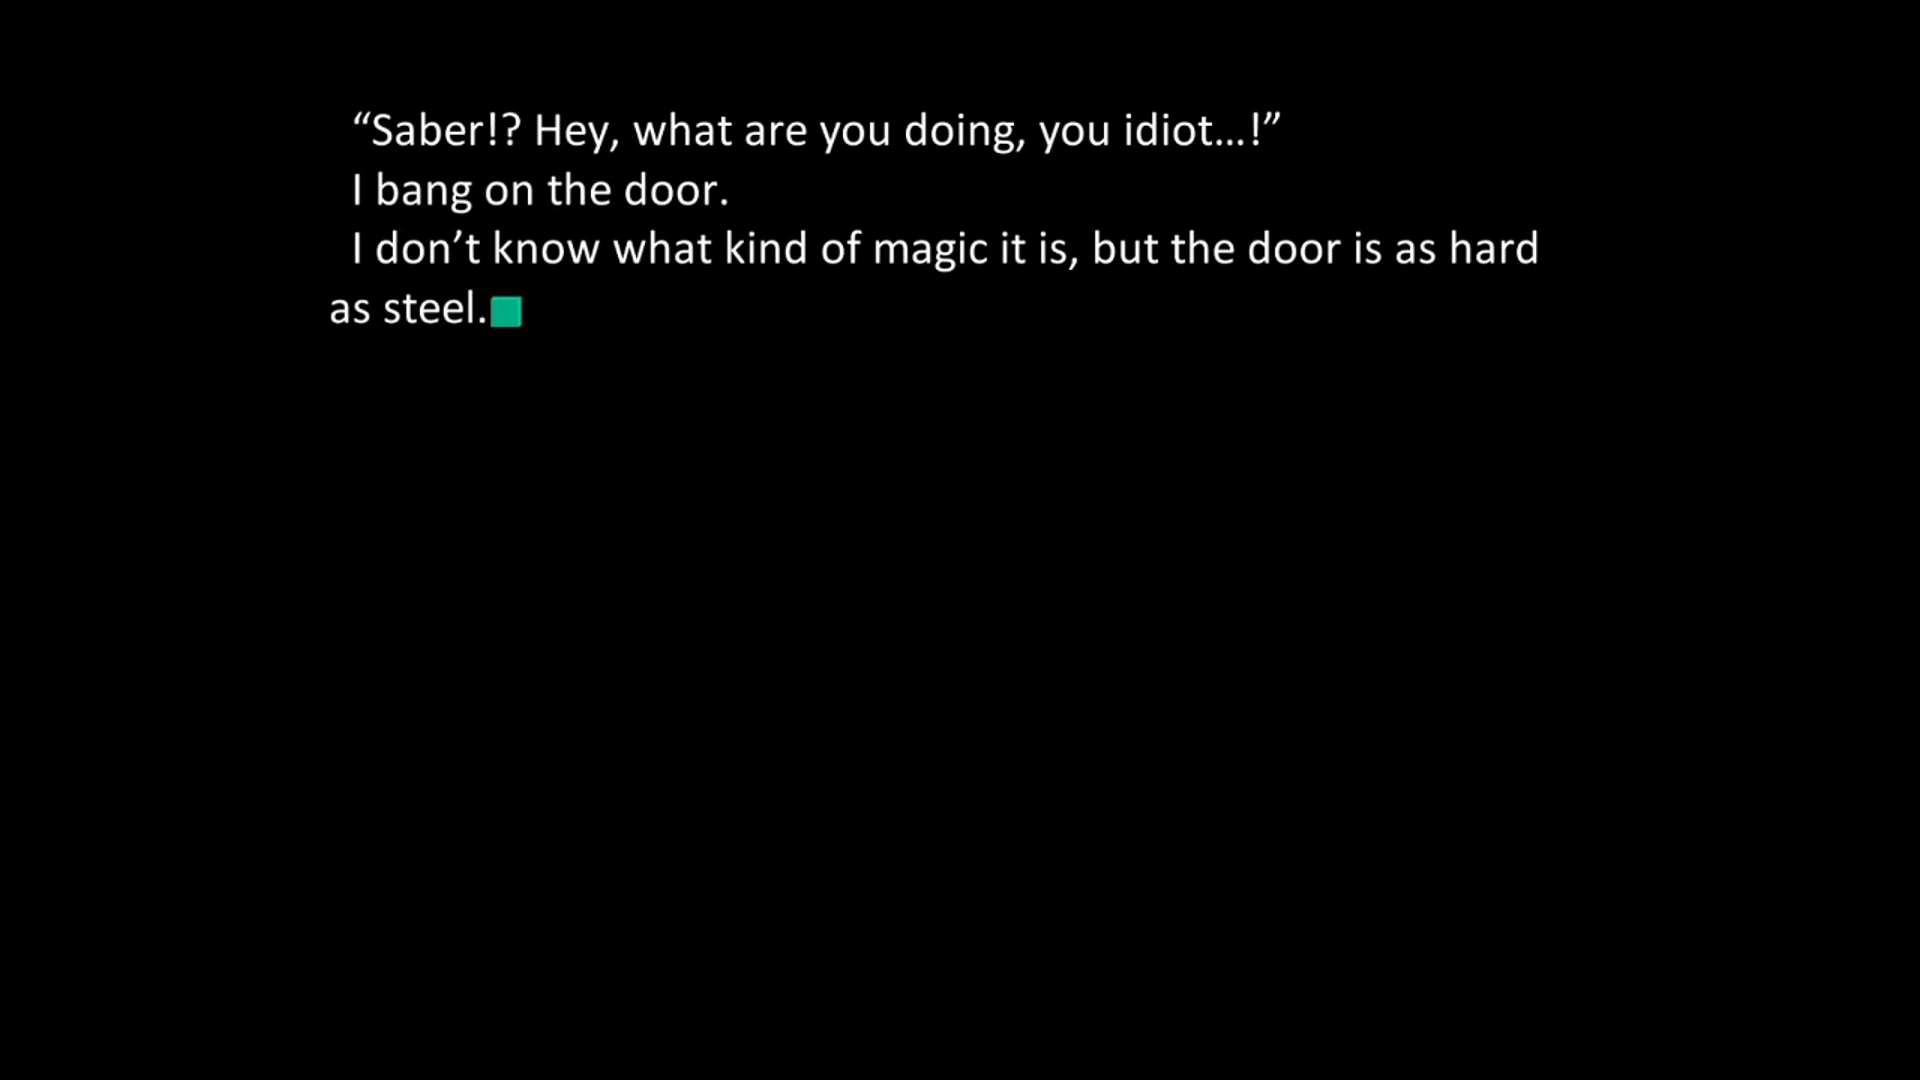 “Saber!? Hey, what are you doing, you idiot…!”
I bang on the door.
I don’t know what kind of magic it is, but the door is as hard
as steel.